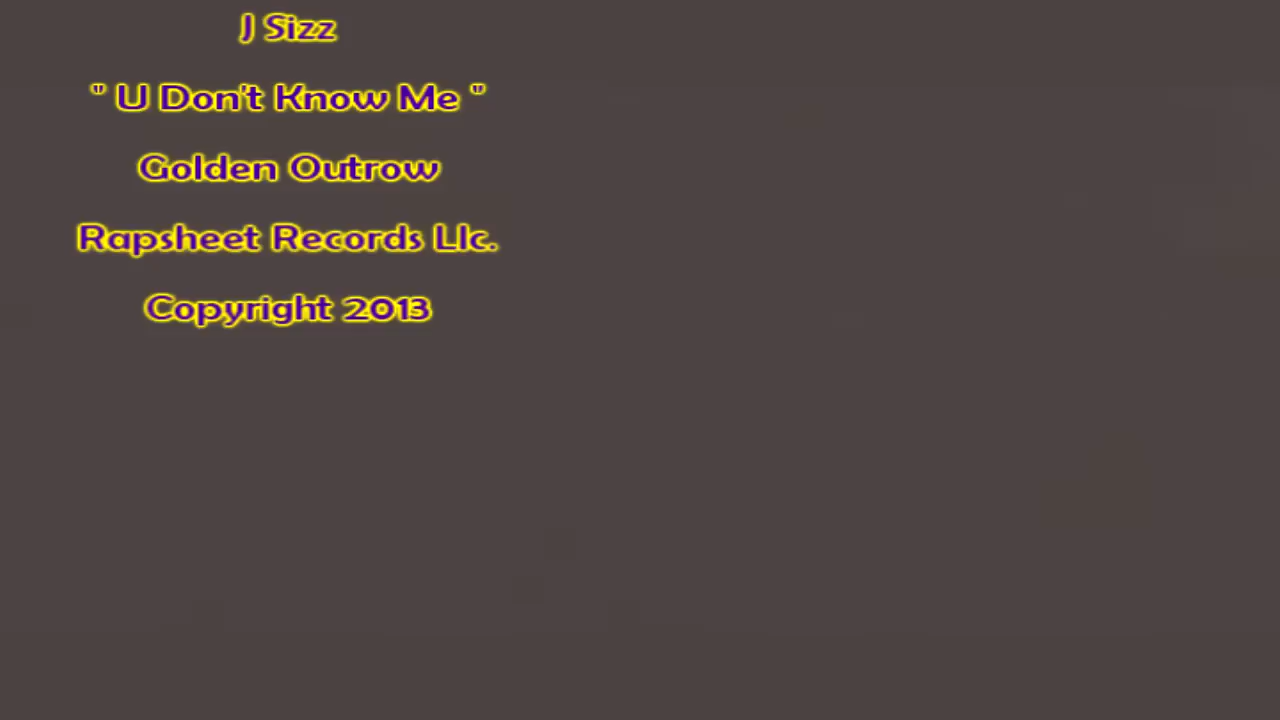 J Sizz
" U Don't Know Me "
Golden Outrow
Rapsheet Records Llc.
Copyright 2013